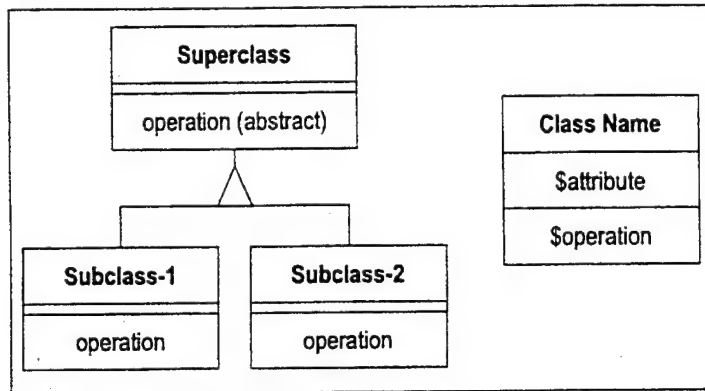 Superclass
operation (abstract)
Class Name
$attribute
$operation
Subclass-1
operation
Subclass-2
operation